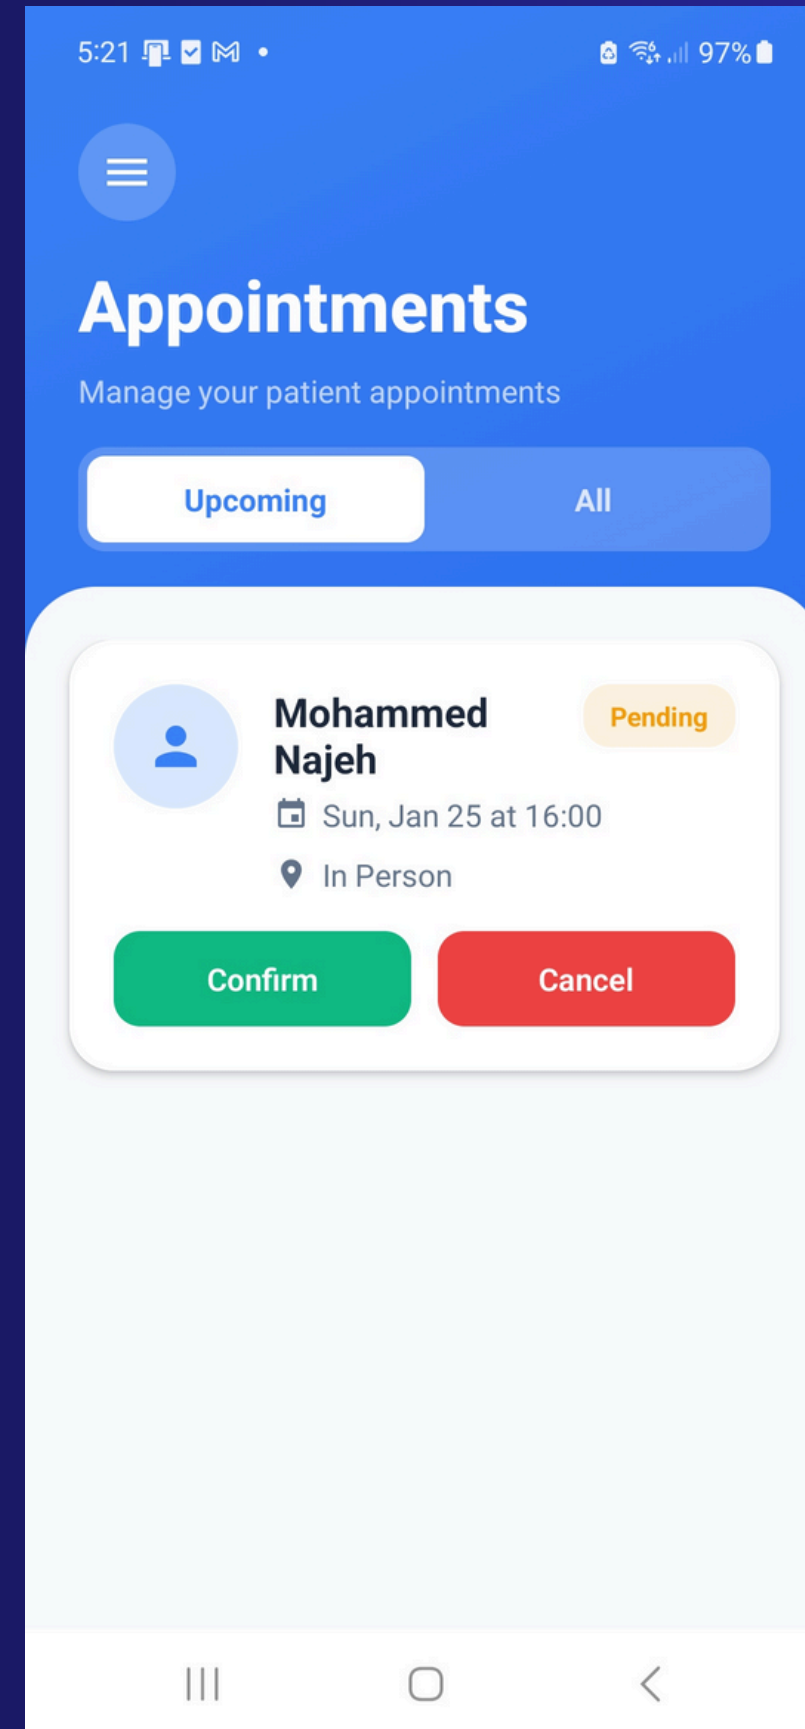 5:21
97%
Appointments
Manage your patient appointments
Upcoming All
Mohammed
Najeh
Pending
Sun, Jan 25 at 16:00
In Person
Confirm Cancel